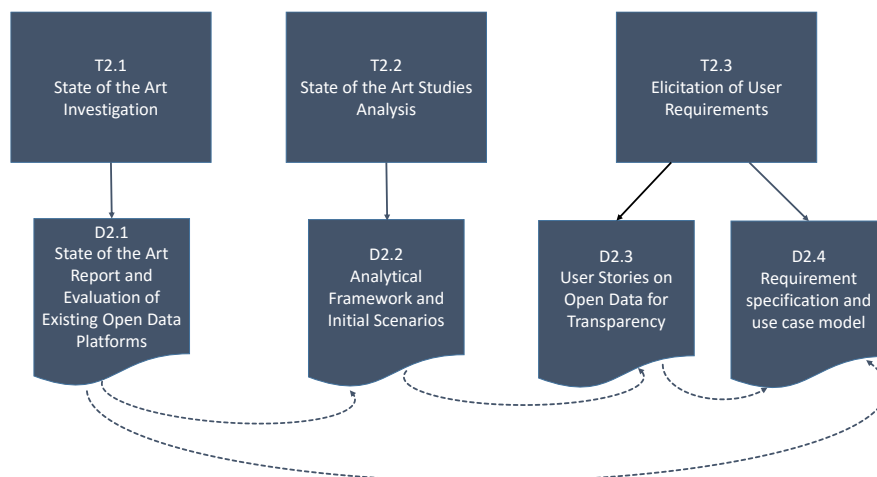 T2.1
State of the Art
Investigation
T2.2
State of the Art Studies
Analysis
T2.3
Elicitation of User
Requirements
D2.1
State of the Art
Report and
Evaluation of
Existing Open Data
Platforms
D2.2
Analytical
Framework and
Initial Scenarios
D2.3
User Stories on
Open Data for
Transparency
D2.4
Requirement
specification and
use case model